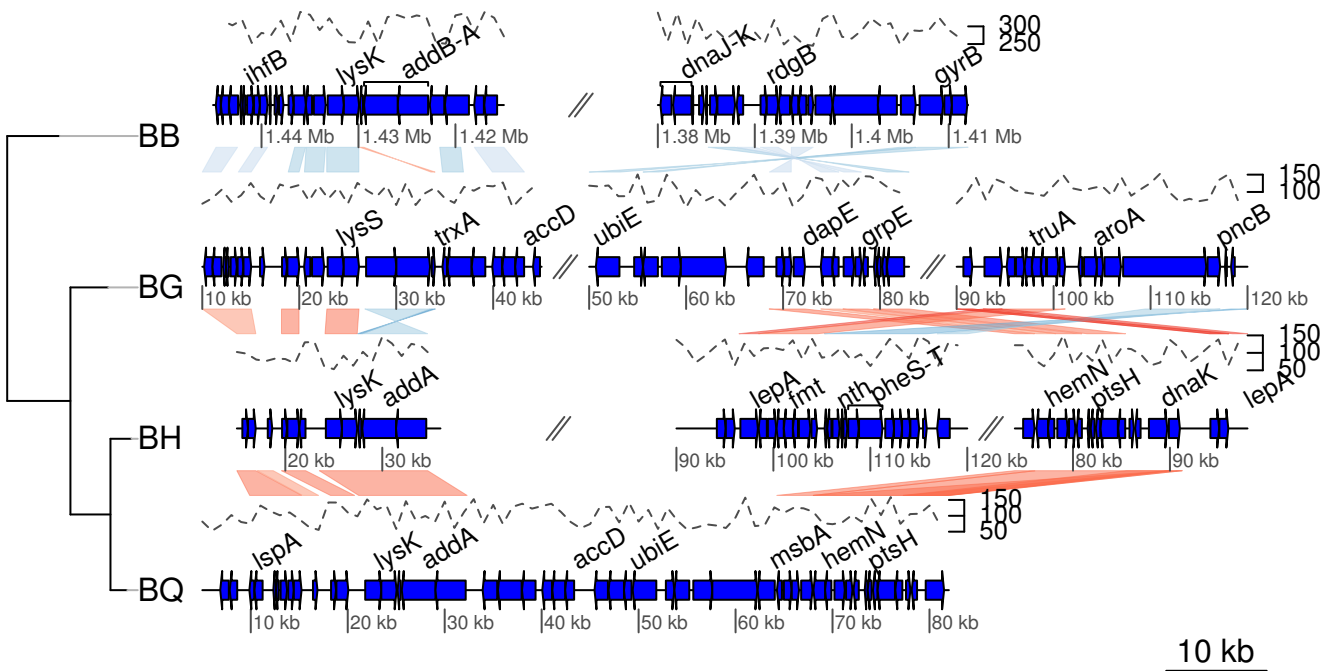 300
250
ihfB lysK addB-A dnaJ-K rdgB gyrB
BB
1.44 Mb 1.43 Mb 1.42 Mb 1.38 Mb 1.39 Mb 1.4 Mb 1.41 Mb
150
100
lysS trxA accD ubiE dapE grpE truA aroA pncB
BG
10 kb 20 kb 30 kb 40 kb 50 kb 60 kb 70 kb 80 kb 90 kb 100 kb 110 kb 120 kb
150
100
50
lysK addA lepA fmt nth pheS-T hemN ptsH dnaK lepA
BH
20 kb 30 kb 90 kb 100 kb 110 kb 120 kb 80 kb 90 kb
150
100
50
lspA lysK addA accD ubiE msbA hemN ptsH
BQ
10 kb 20 kb 30 kb 40 kb 50 kb 60 kb 70 kb 80 kb
10 kb